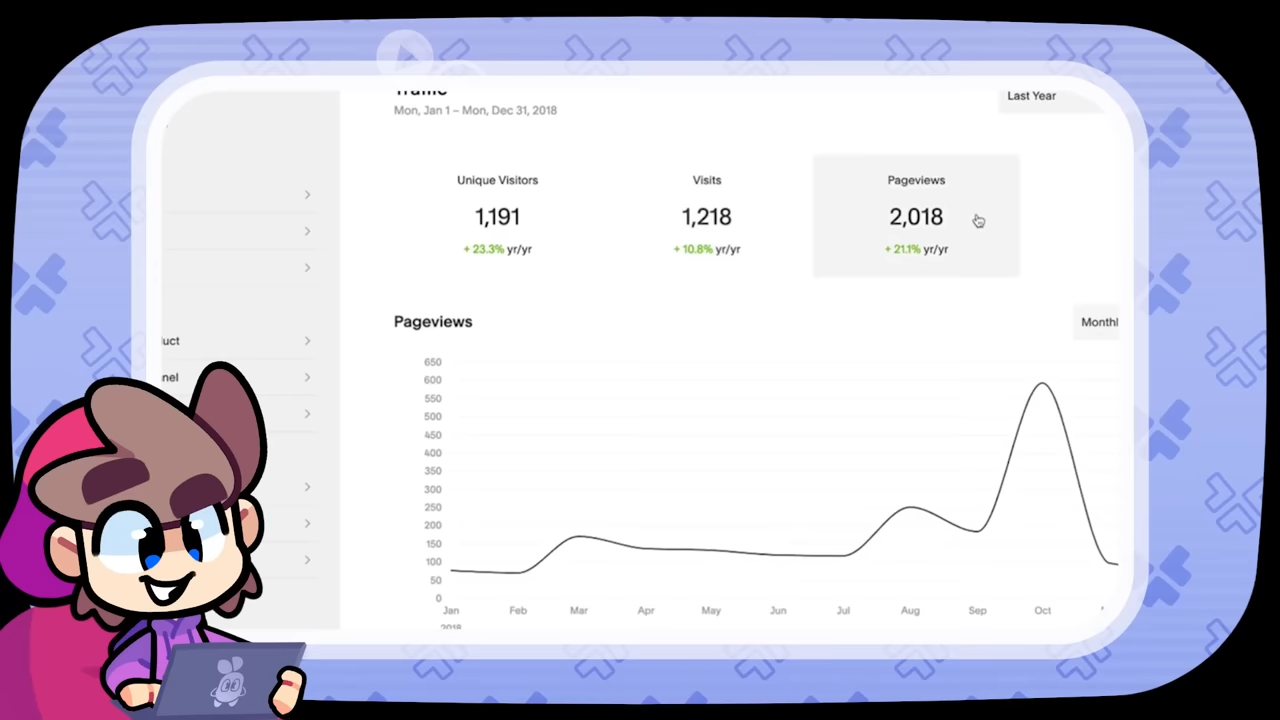 Traffic
Mon, Jan 1 – Mon, Dec 31, 2018
Last Year
Unique Visitors
Visits
Pageviews
1,191
1,218
2,018
+ 23.3% yr/yr
+ 10.8% yr/yr
+ 21.1% yr/yr
Pageviews
Monthl
uct
nel
650
600
550
500
450
400
350
300
250
200
150
100
50
0
Jan
Feb
Mar
Apr
May
Jun
Jul
Aug
Sep
Oct
2018